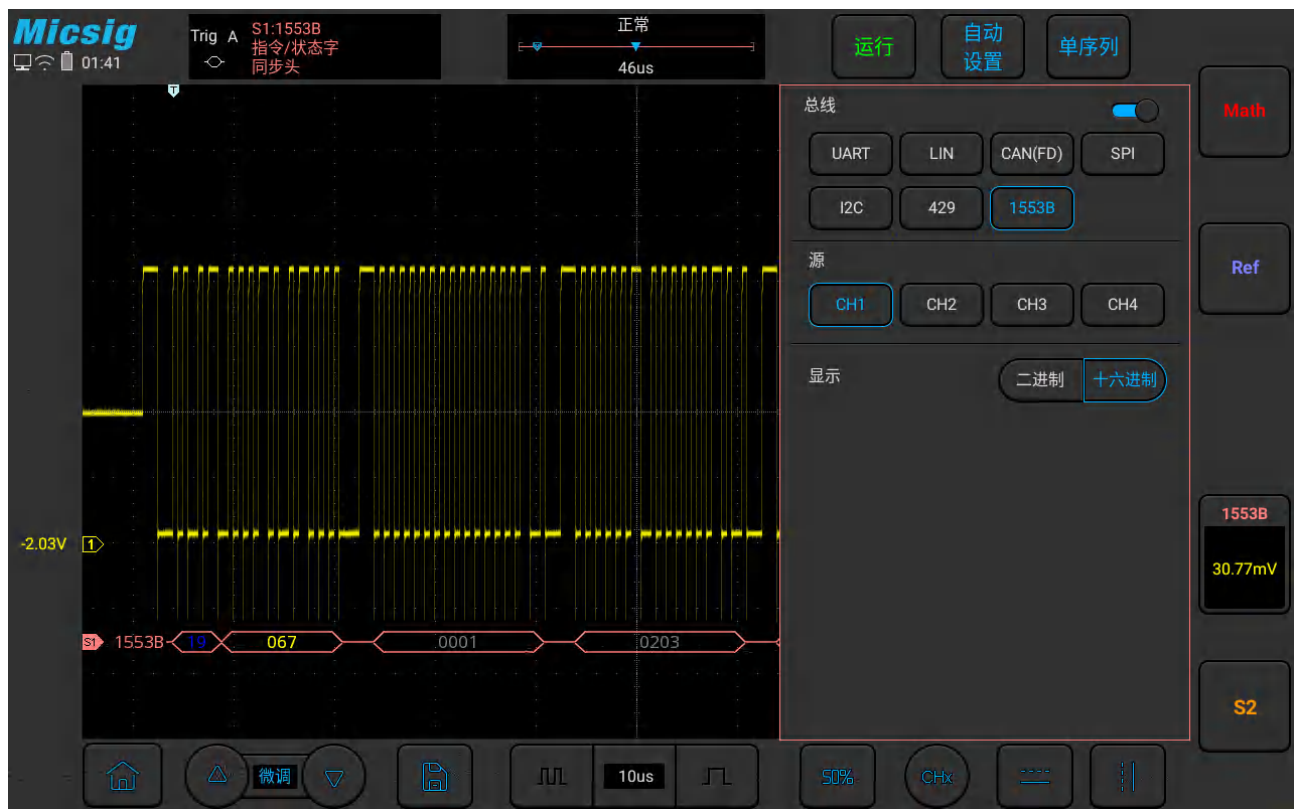 Micsig
01:41
Trig A
S1:1553B
指令/状态字
同步头
T
正常
46us
运行
自动
设置
单序列
总线
UART
LIN
CAN(FD)
SPI
I2C
429
1553B
源
CH1
CH2
CH3
CH4
显示
二进制
十六进制
Math
Ref
1553B
30.77mV
S2
-2.03V
1
S1
1553B
19
067
0001
0203
微调
10us
50%
CHx